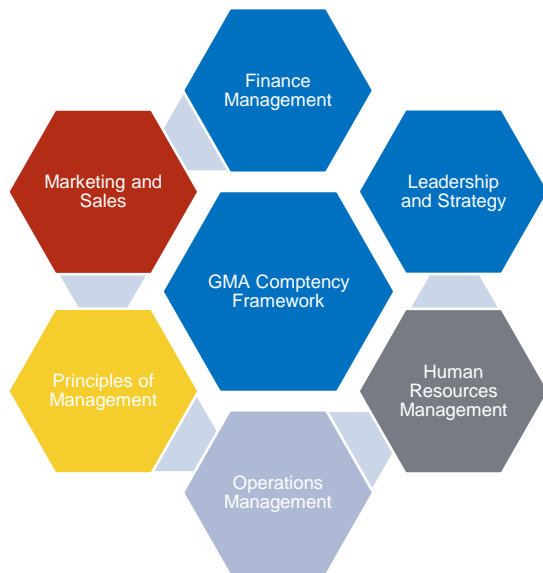 Finance
Management
Marketing and
Sales
Leadership
and Strategy
GMA Comptency
Framework
Principles of
Management
Human
Resources
Management
Operations
Management